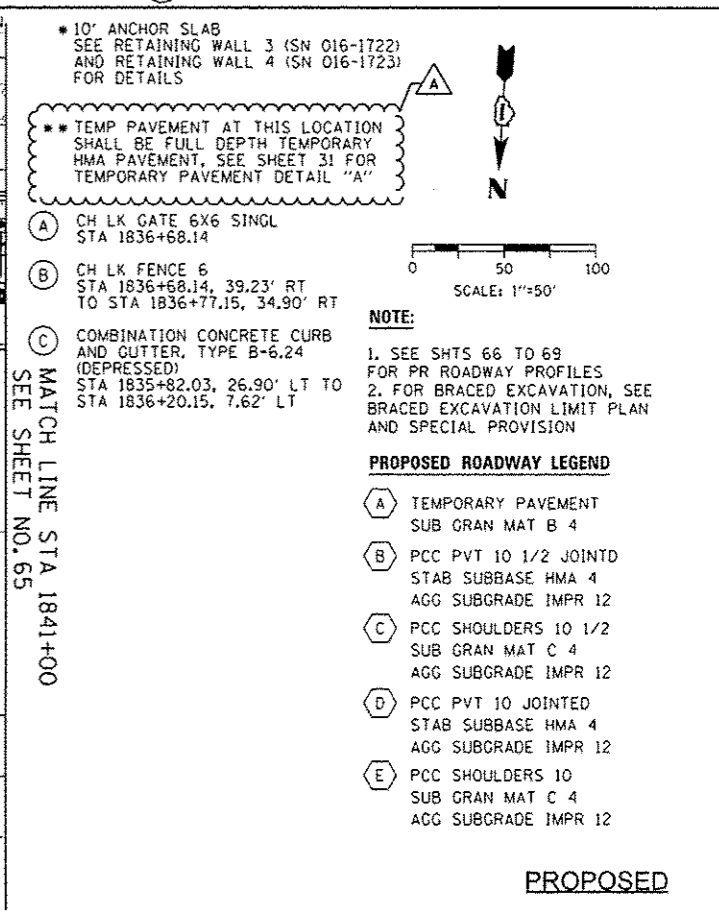 * 10' ANCHOR SLAB
SEE RETAINING WALL 3 (SN 016-1722)
AND RETAINING WALL 4 (SN 016-1723)
FOR DETAILS
A
** TEMP PAVEMENT AT THIS LOCATION
SHALL BE FULL DEPTH TEMPORARY
HMA PAVEMENT, SEE SHEET 31 FOR
TEMPORARY PAVEMENT DETAIL "A"
N
A CH LK GATE 6X6 SINGL
STA 1836+68.14
B CH LK FENCE 6
STA 1836+68.14, 39.23' RT
TO STA 1836+77.15, 34.90' RT
C COMBINATION CONCRETE CURB
AND GUTTER, TYPE B-6.24
(DEPRESSED)
STA 1835+82.03, 26.90' LT TO
STA 1836+20.15, 7.62' LT
MATCH LINE STA 1841+00
SEE SHEET NO. 65
0 50 100
SCALE: 1"=50'
NOTE:
1. SEE SHTS 66 TO 69
FOR PR ROADWAY PROFILES
2. FOR BRACED EXCAVATION, SEE
BRACED EXCAVATION LIMIT PLAN
AND SPECIAL PROVISION
PROPOSED ROADWAY LEGEND
A TEMPORARY PAVEMENT
SUB GRAN MAT B 4
B PCC PVT 10 1/2 JOINTD
STAB SUBBASE HMA 4
AGG SUBGRADE IMPR 12
C PCC SHOULDERS 10 1/2
SUB GRAN MAT C 4
AGG SUBGRADE IMPR 12
D PCC PVT 10 JOINTED
STAB SUBBASE HMA 4
AGG SUBGRADE IMPR 12
E PCC SHOULDERS 10
SUB GRAN MAT C 4
AGG SUBGRADE IMPR 12
PROPOSED